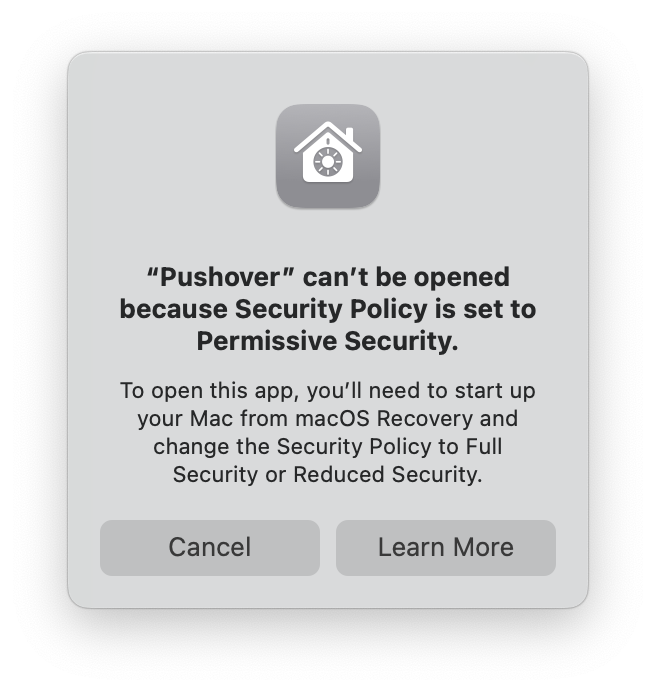 “Pushover” can’t be opened
because Security Policy is set to
Permissive Security.
To open this app, you’ll need to start up
your Mac from macOS Recovery and
change the Security Policy to Full
Security or Reduced Security.
Cancel
Learn More